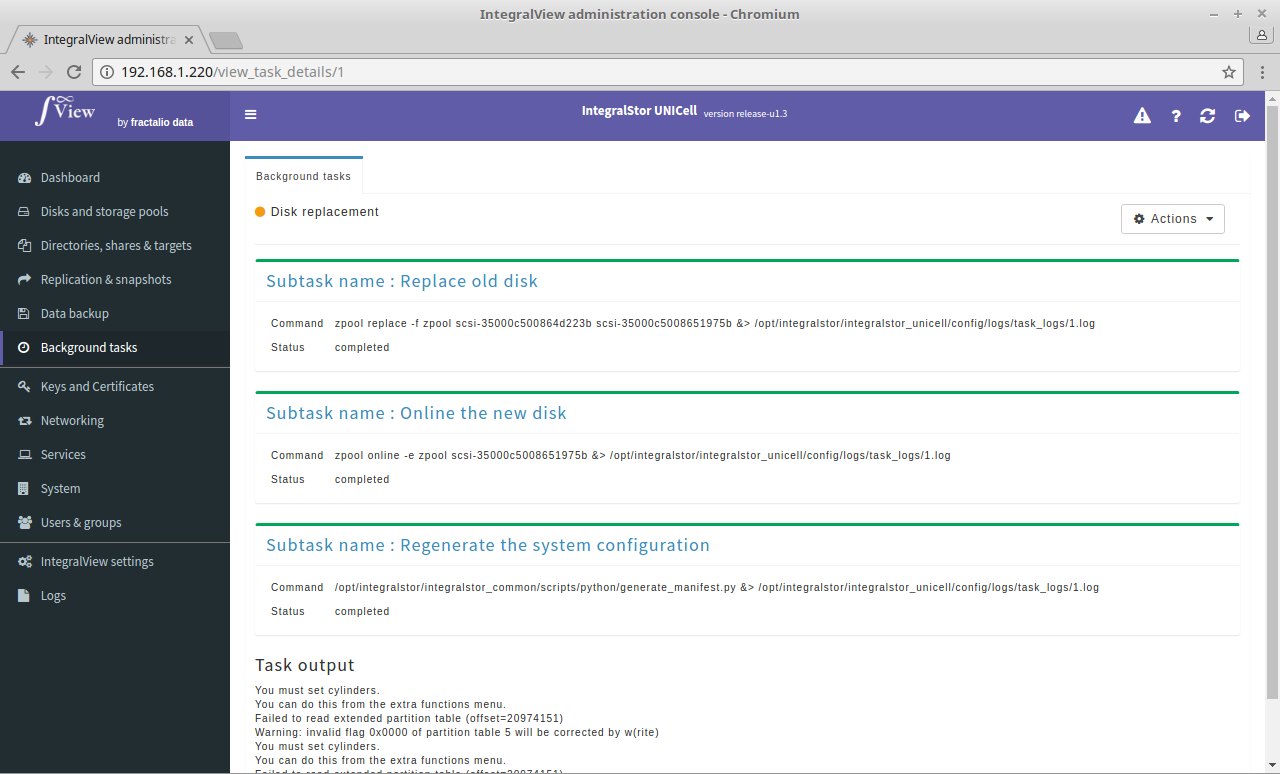 IntegralView administration console - Chromium
IntegralView administra
192.168.1.220/view_task_details/1
∫View by fractalio data
IntegralStor UNICell version release-u1.3
Dashboard
Disks and storage pools
Directories, shares & targets
Replication & snapshots
Data backup
Background tasks
Keys and Certificates
Networking
Services
System
Users & groups
IntegralView settings
Logs
Background tasks
Disk replacement
Actions
Subtask name : Replace old disk
Command zpool replace -f zpool scsi-35000c500864d223b scsi-35000c5008651975b &> /opt/integralstor/integralstor_unicell/config/logs/task_logs/1.log
Status completed
Subtask name : Online the new disk
Command zpool online -e zpool scsi-35000c5008651975b &> /opt/integralstor/integralstor_unicell/config/logs/task_logs/1.log
Status completed
Subtask name : Regenerate the system configuration
Command /opt/integralstor/integralstor_common/scripts/python/generate_manifest.py &> /opt/integralstor/integralstor_unicell/config/logs/task_logs/1.log
Status completed
Task output
You must set cylinders.
You can do this from the extra functions menu.
Failed to read extended partition table (offset=20974151)
Warning: invalid flag 0x0000 of partition table 5 will be corrected by w(rite)
You must set cylinders.
You can do this from the extra functions menu.
Failed to read extended partition table (offset=20974151)